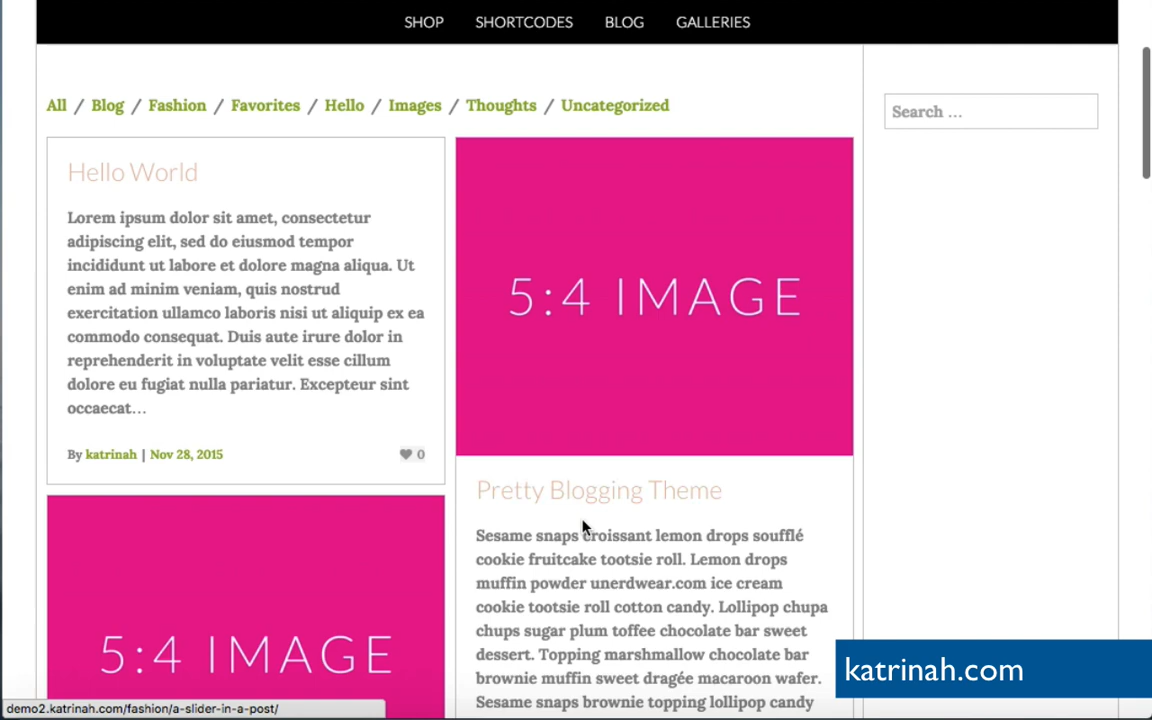 SHOP SHORTCODES BLOG GALLERIES
All / Blog / Fashion / Favorites / Hello / Images / Thoughts / Uncategorized
Search ...
Hello World
Lorem ipsum dolor sit amet, consectetur
adipiscing elit, sed do eiusmod tempor
incididunt ut labore et dolore magna aliqua. Ut
enim ad minim veniam, quis nostrud
exercitation ullamco laboris nisi ut aliquip ex ea
commodo consequat. Duis aute irure dolor in
reprehenderit in voluptate velit esse cillum
dolore eu fugiat nulla pariatur. Excepteur sint
occaecat...
By katrinah | Nov 28, 2015
0
5:4 IMAGE
5:4 IMAGE
Pretty Blogging Theme
Sesame snaps croissant lemon drops soufflé
cookie fruitcake tootsie roll. Lemon drops
muffin powder unerdwear.com ice cream
cookie tootsie roll cotton candy. Lollipop chupa
chups sugar plum toffee chocolate bar sweet
dessert. Topping marshmallow chocolate bar
brownie muffin sweet dragée macaroon wafer.
Sesame snaps brownie topping lollipop candy
katrinah.com
demo2.katrinah.com/fashion/a-slider-in-a-post/